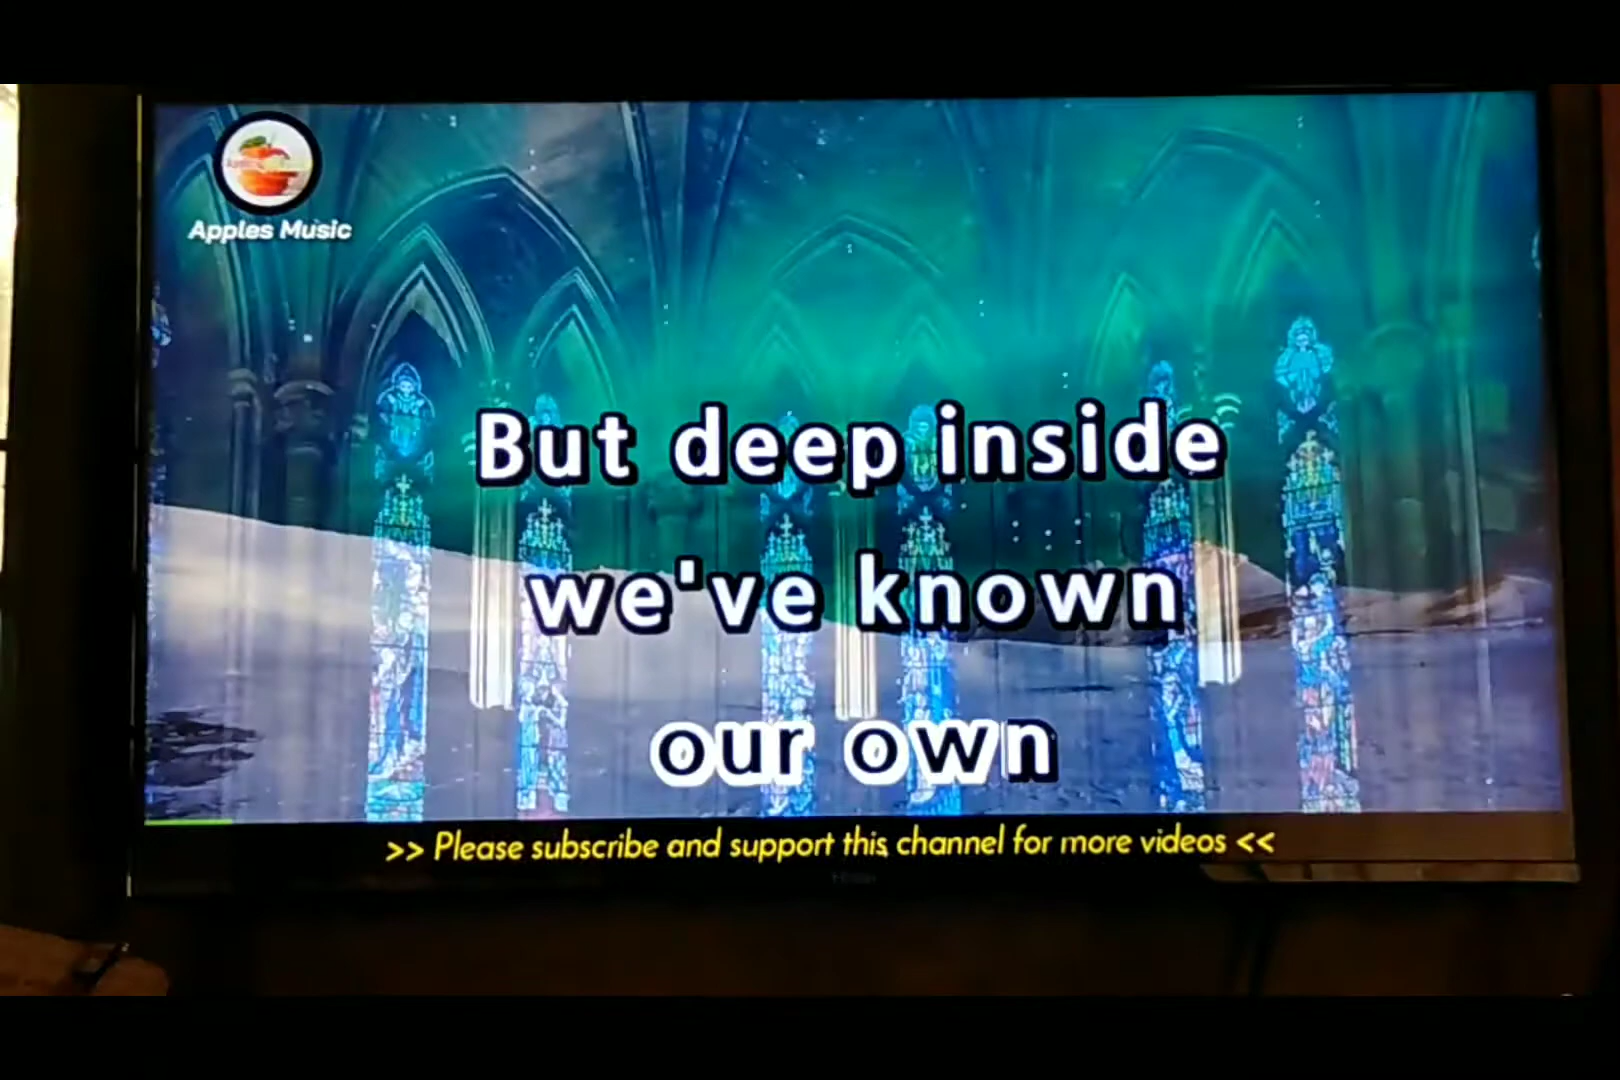 Apples Music
But deep inside
we've known
our own
>> Please subscribe and support this channel for more videos <<